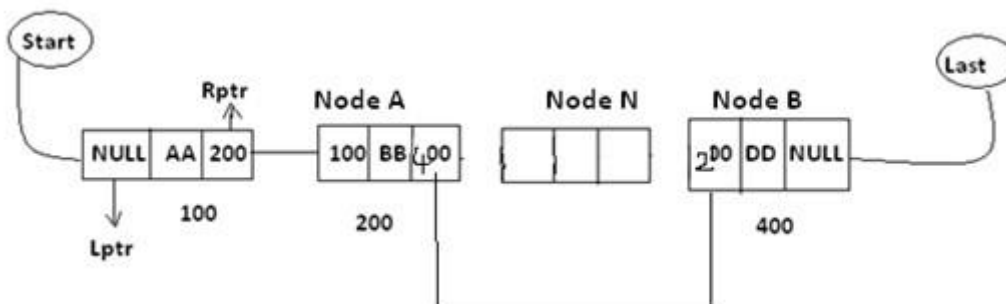 Start
Last
Rptr
Node A
Node N
Node B
NULL AA 200
100 BB 400
200 DD NULL
100
200
400
Lptr